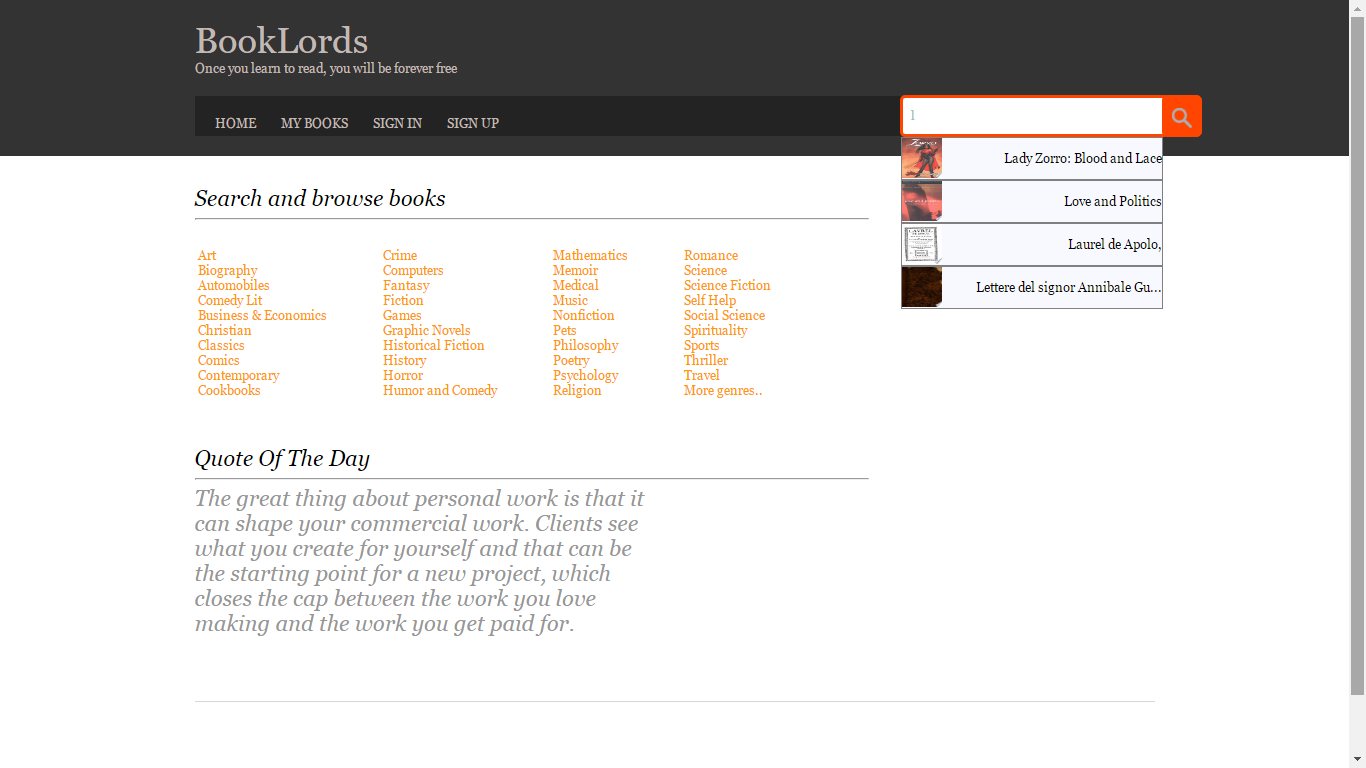 BookLords
Once you learn to read, you will be forever free
HOME MY BOOKS SIGN IN SIGN UP
l
Lady Zorro: Blood and Lace
Love and Politics
Laurel de Apolo,
Lettere del signor Annibale Gu...
Search and browse books
Art Crime Mathematics Romance
Biography Computers Memoir Science
Automobiles Fantasy Medical Science Fiction
Comedy Lit Fiction Music Self Help
Business & Economics Games Nonfiction Social Science
Christian Graphic Novels Pets Spirituality
Classics Historical Fiction Philosophy Sports
Comics History Poetry Thriller
Contemporary Horror Psychology Travel
Cookbooks Humor and Comedy Religion More genres..
Quote Of The Day
The great thing about personal work is that it
can shape your commercial work. Clients see
what you create for yourself and that can be
the starting point for a new project, which
closes the cap between the work you love
making and the work you get paid for.